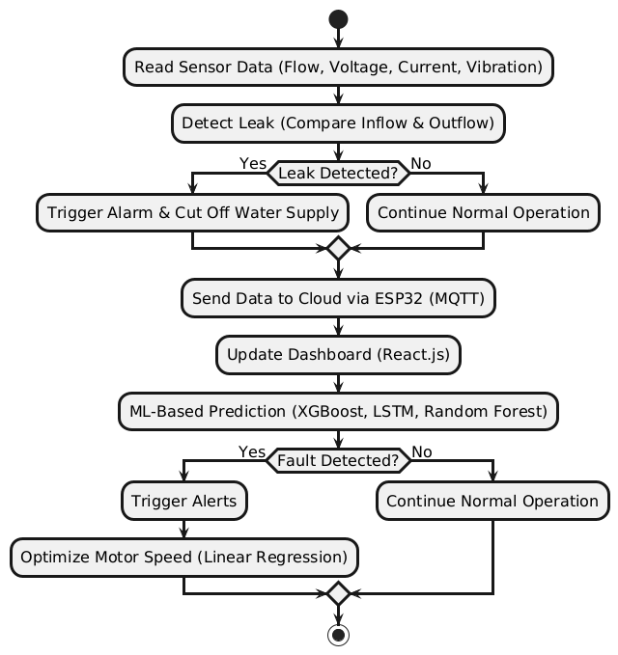 Read Sensor Data (Flow, Voltage, Current, Vibration)
Detect Leak (Compare Inflow & Outflow)
Yes
Leak Detected?
No
Trigger Alarm & Cut Off Water Supply
Continue Normal Operation
Send Data to Cloud via ESP32 (MQTT)
Update Dashboard (React.js)
ML-Based Prediction (XGBoost, LSTM, Random Forest)
Yes
Fault Detected?
No
Trigger Alerts
Continue Normal Operation
Optimize Motor Speed (Linear Regression)